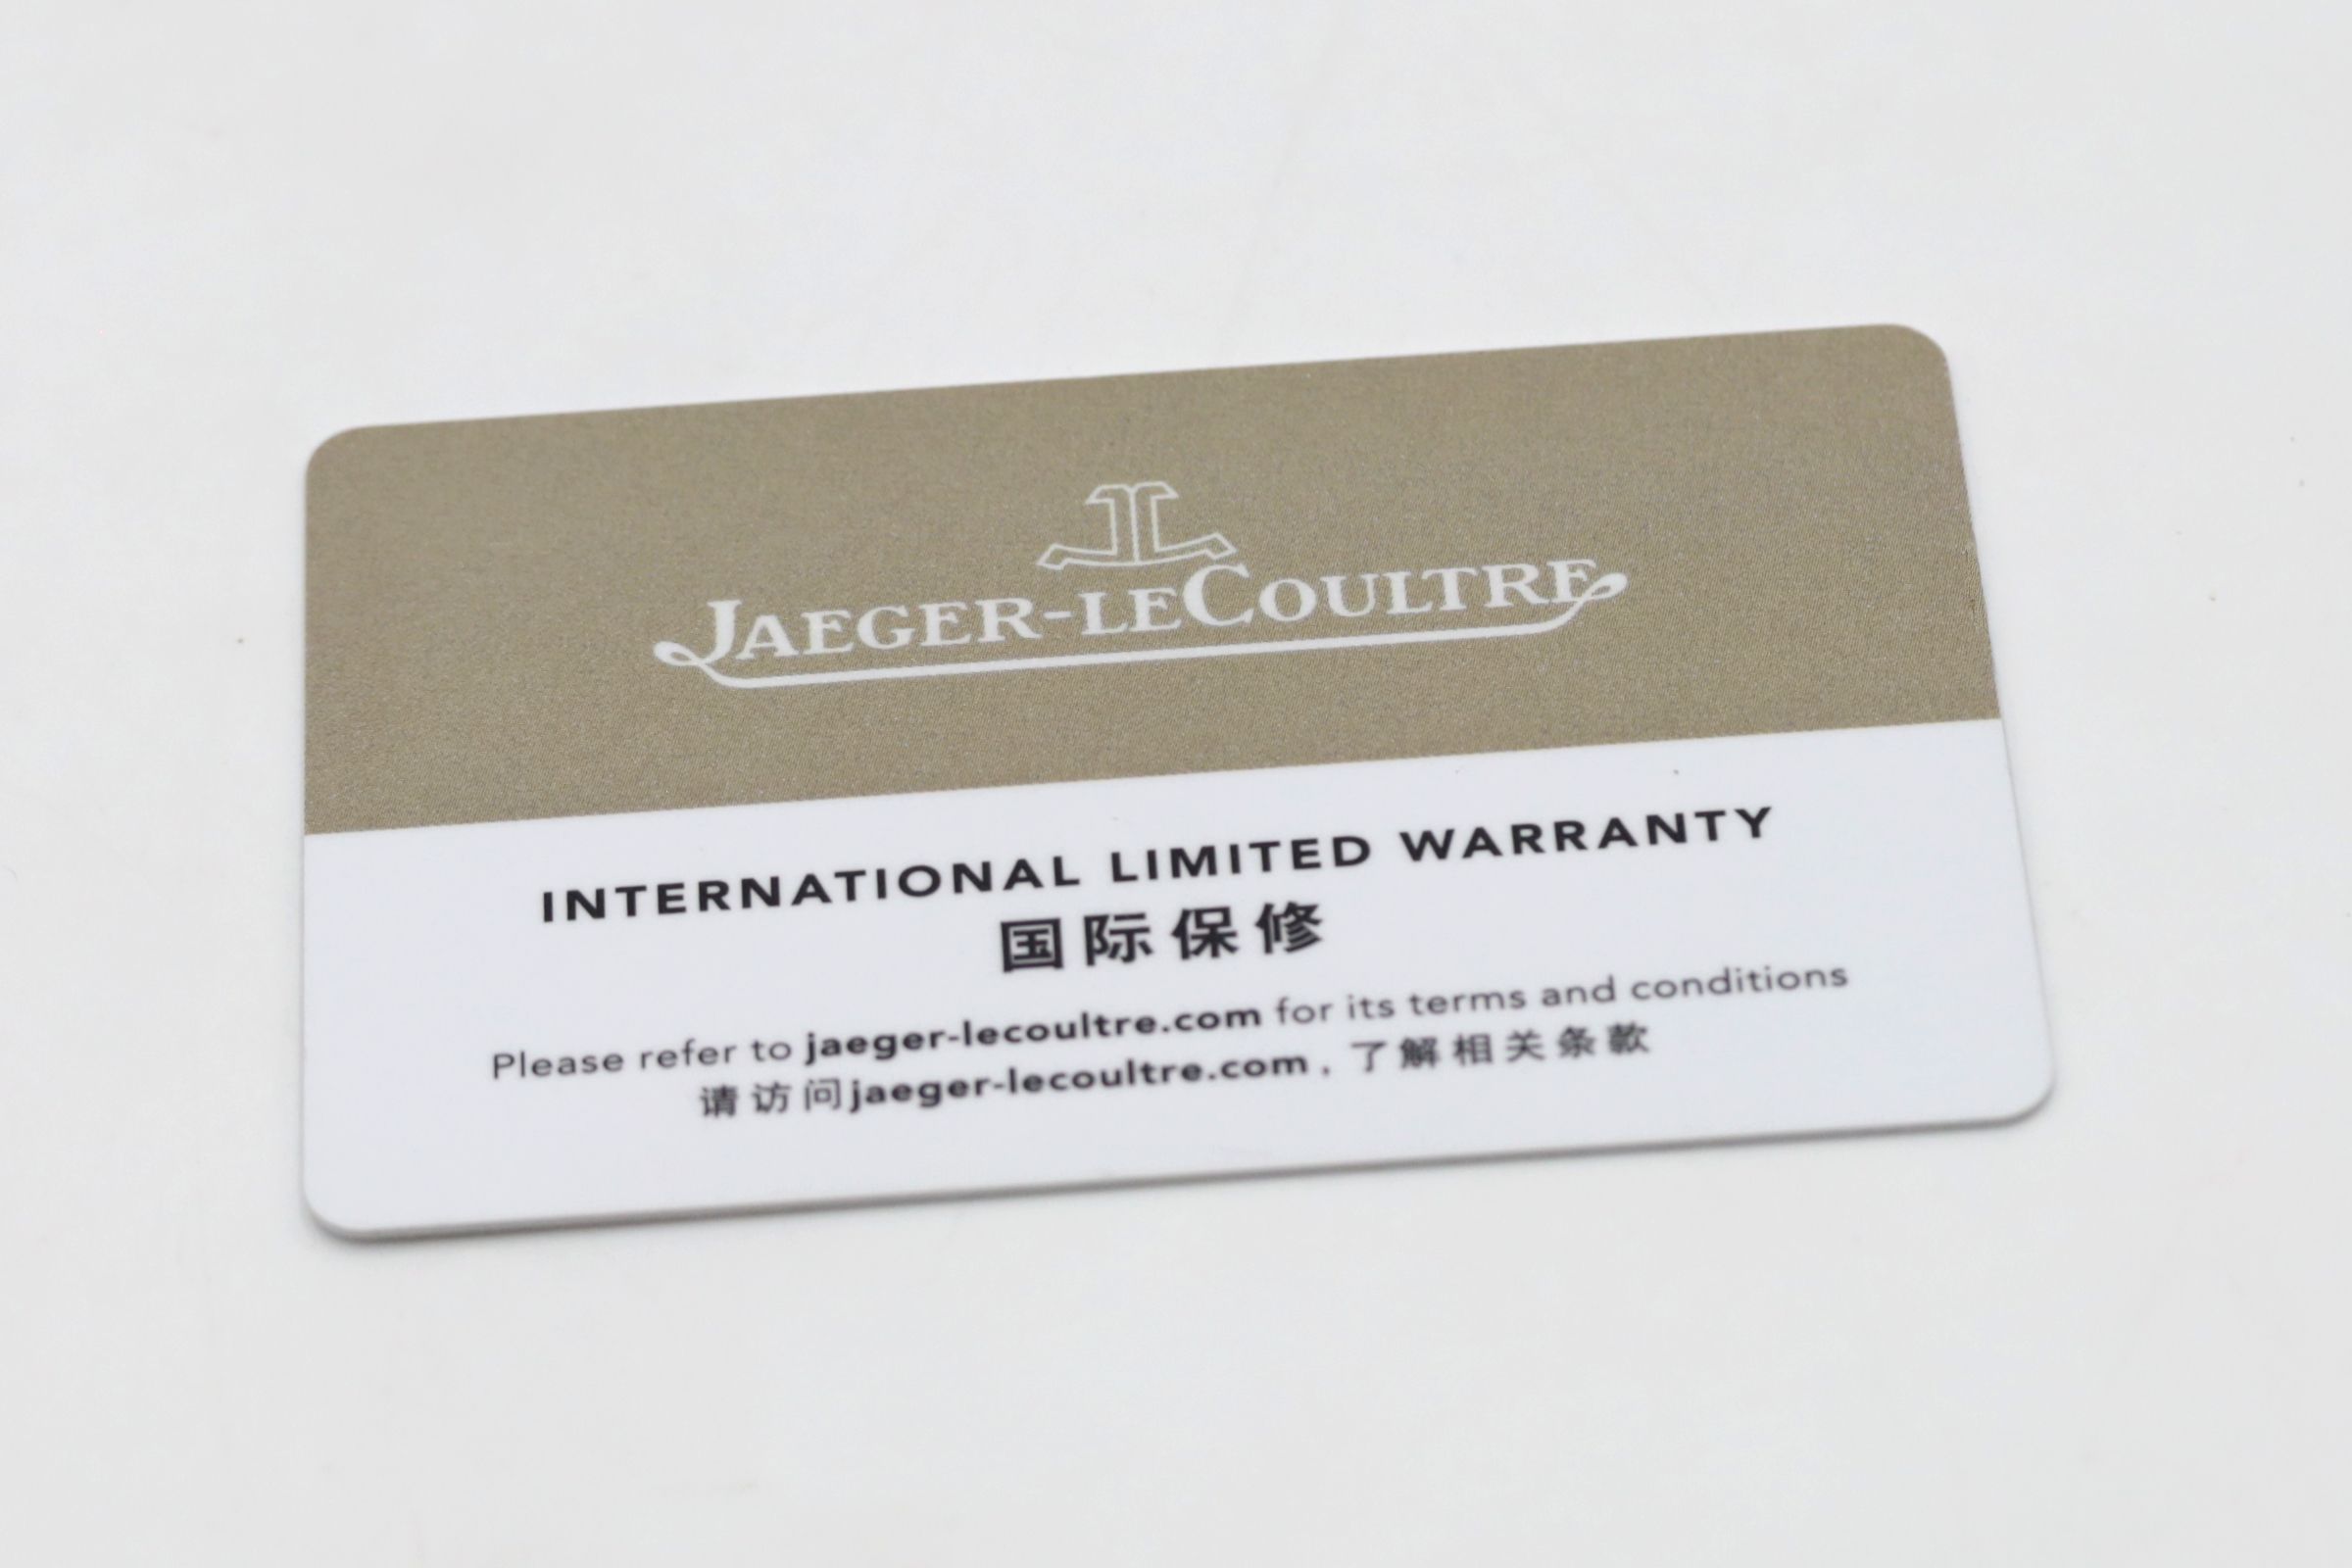 JAEGER-LECOULTRE
INTERNATIONAL LIMITED WARRANTY
国际保修
Please refer to jaeger-lecoultre.com for its terms and conditions
请访问jaeger-lecoultre.com，了解相关条款